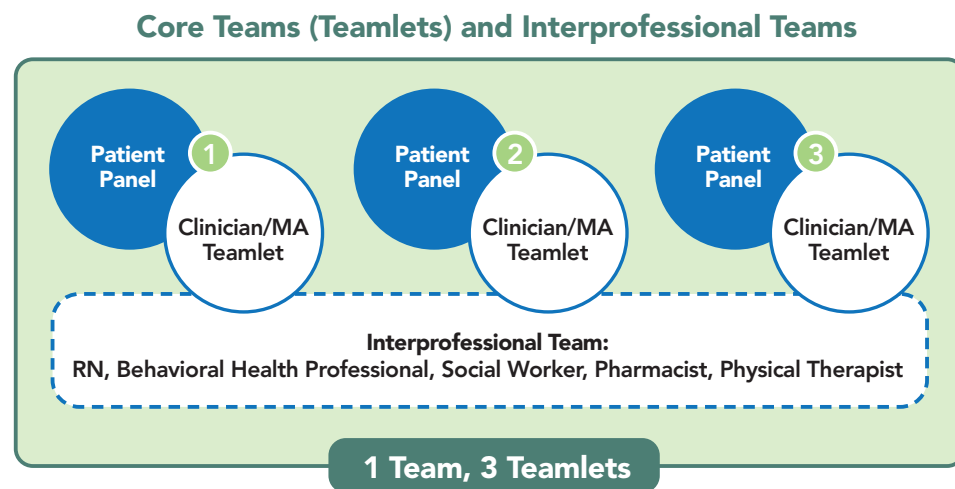 Core Teams (Teamlets) and Interprofessional Teams
Patient
Panel
1
Clinician/MA
Teamlet
Patient
Panel
2
Clinician/MA
Teamlet
Patient
Panel
3
Clinician/MA
Teamlet
Interprofessional Team:
RN, Behavioral Health Professional, Social Worker, Pharmacist, Physical Therapist
1 Team, 3 Teamlets